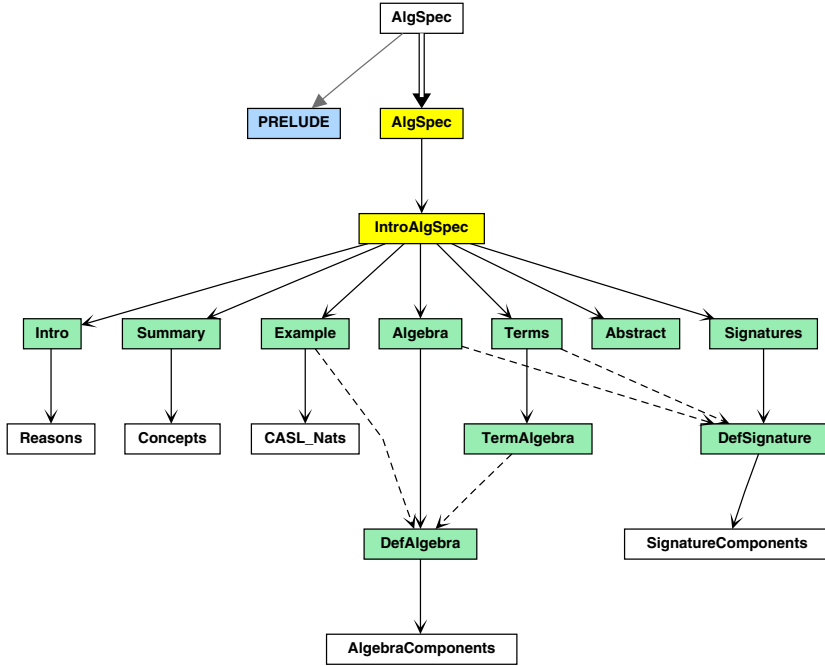 AlgSpec
PRELUDE
AlgSpec
IntroAlgSpec
Intro
Summary
Example
Algebra
Terms
Abstract
Signatures
Reasons
Concepts
CASL_Nats
TermAlgebra
DefSignature
DefAlgebra
SignatureComponents
AlgebraComponents